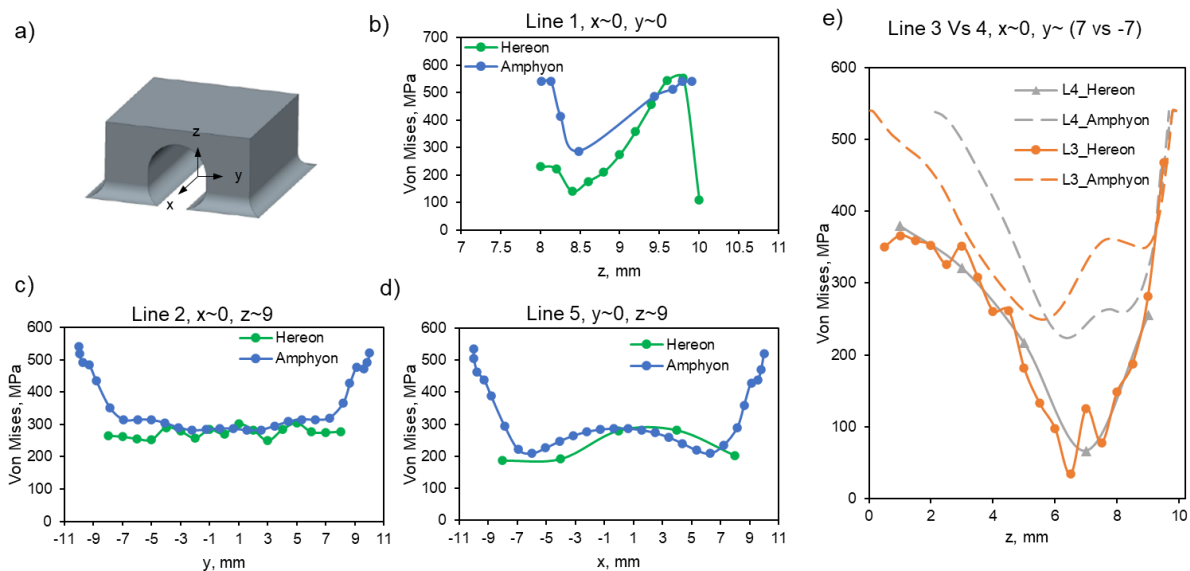 a)
z
y
x
b)
Line 1, x~0, y~0
Von Mises, MPa
700
600
500
400
300
200
100
0
Hereon
Amphyon
7 7.5 8 8.5 9 9.5 10 10.5 11
z, mm
c)
Line 2, x~0, z~9
Von Mises, MPa
600
500
400
300
200
100
0
Hereon
Amphyon
-11 -9 -7 -5 -3 -1 1 3 5 7 9 11
y, mm
d)
Line 5, y~0, z~9
Von Mises, MPa
600
500
400
300
200
100
0
Hereon
Amphyon
-11 -9 -7 -5 -3 -1 1 3 5 7 9 11
x, mm
e)
Line 3 Vs 4, x~0, y~ (7 vs -7)
Von Mises, MPa
600
500
400
300
200
100
0
L4_Hereon
L4_Amphyon
L3_Hereon
L3_Amphyon
0 2 4 6 8 10
z, mm